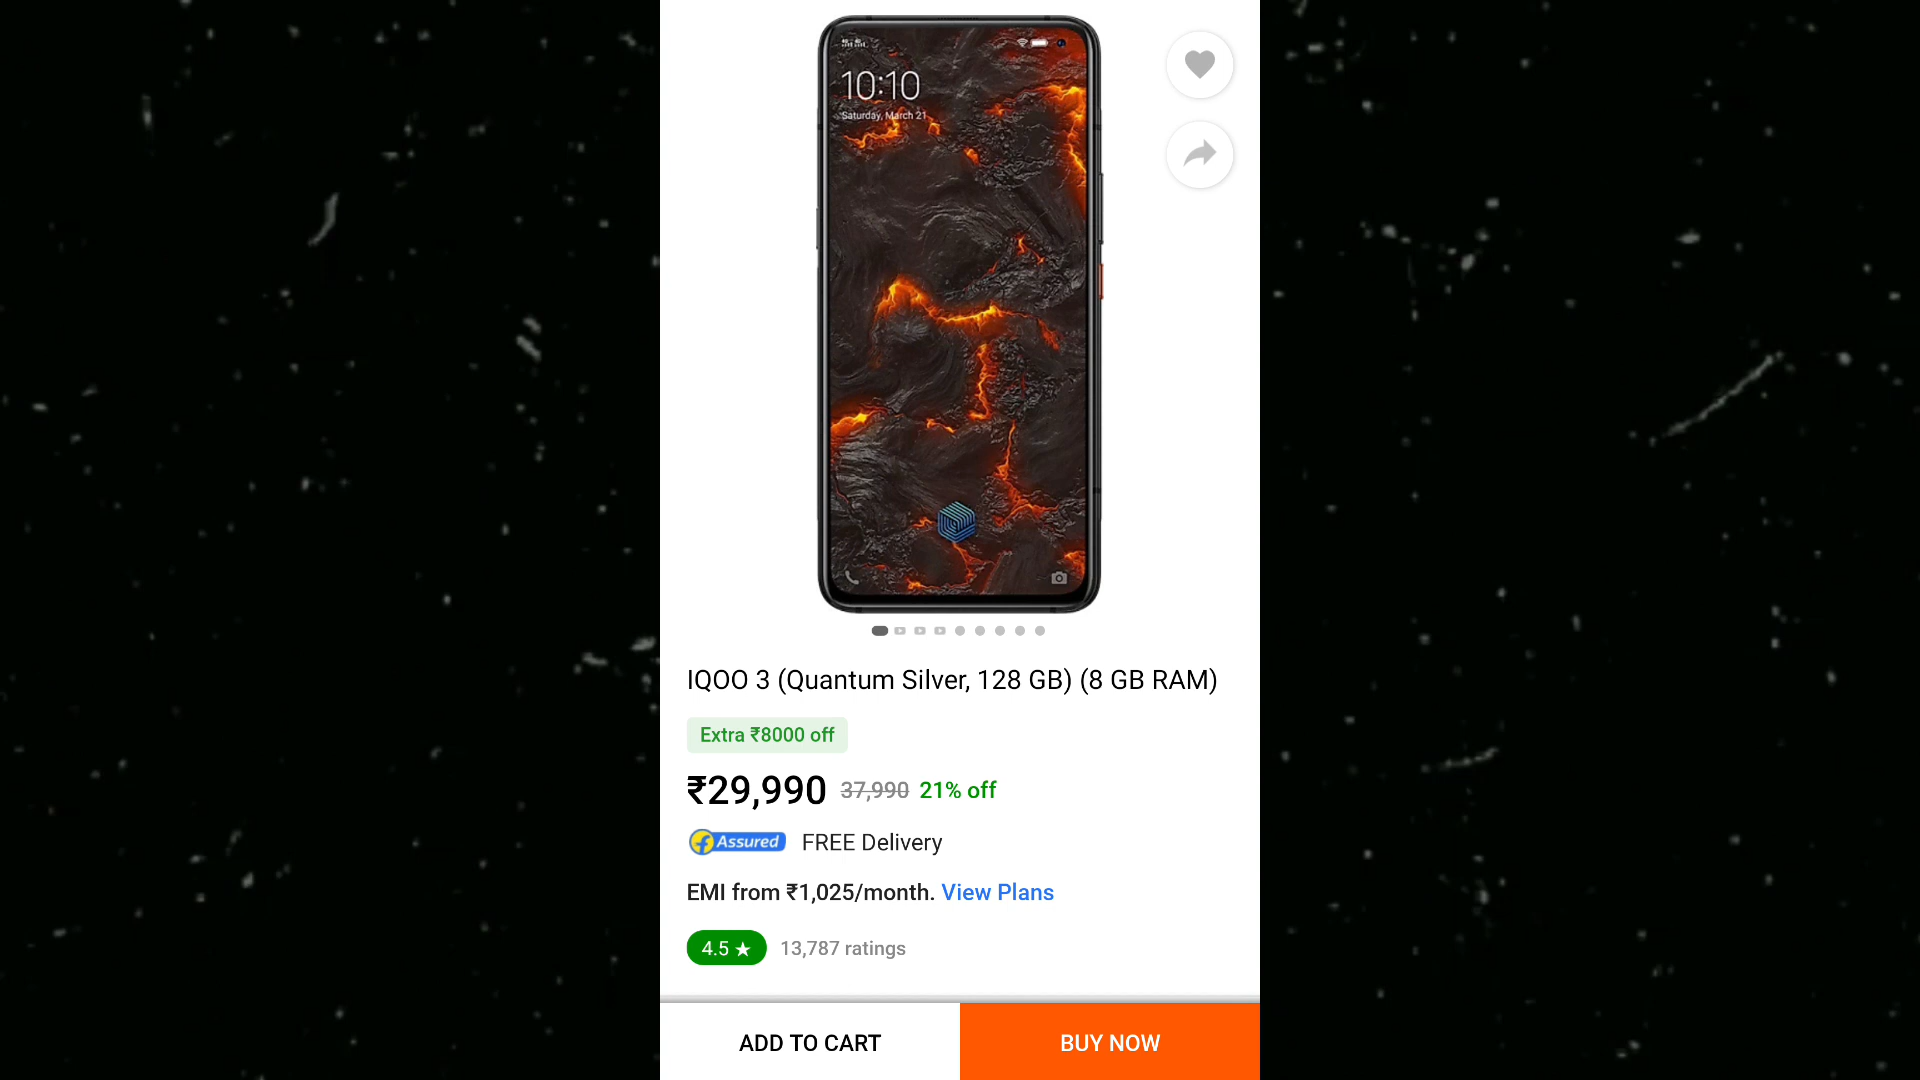 10:10
Saturday, March 21
IQOO 3 (Quantum Silver, 128 GB) (8 GB RAM)
Extra ₹8000 off
₹29,990 37,990 21% off
Assured FREE Delivery
EMI from ₹1,025/month. View Plans
4.5 ★ 13,787 ratings
ADD TO CART BUY NOW